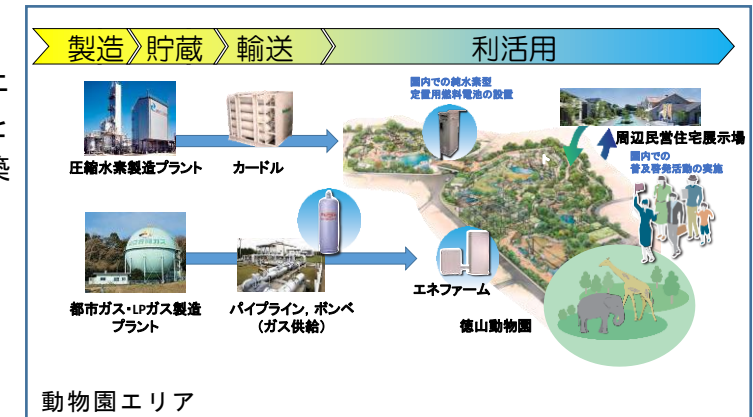 製造 貯蔵 輸送 利活用
園内での純水素型
定置用燃料電池の設置
周辺民営住宅展示場
圧縮水素製造プラント
カードル
園内での
普及啓発活動の実施
都市ガス・LPガス製造
プラント
パイプライン，ボンベ
（ガス供給）
エネファーム
徳山動物園
動物園エリア